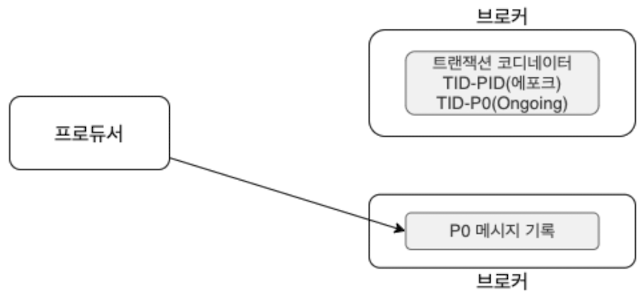 브로커
트랜잭션 코디네이터
TID-PID(에포크)
TID-P0(Ongoing)
프로듀서
P0 메시지 기록
브로커